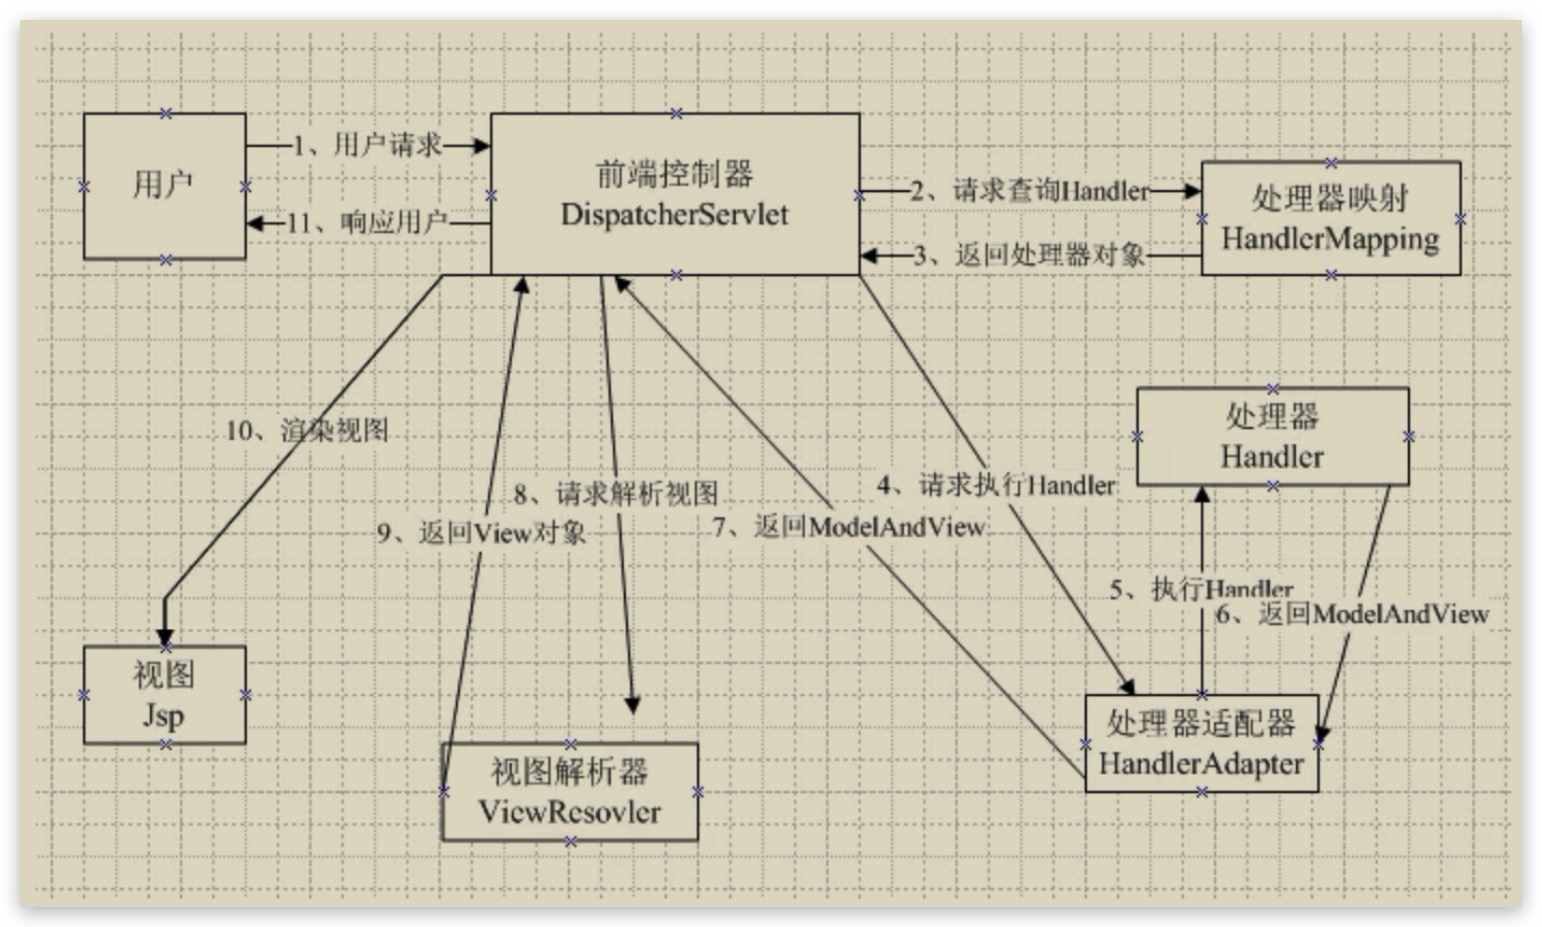 用户
1、用户请求
11、响应用户
前端控制器
DispatcherServlet
2、请求查询Handler
3、返回处理器对象
处理器映射
HandlerMapping
处理器
Handler
10、渲染视图
8、请求解析视图
9、返回View对象
4、请求执行Handler
7、返回ModelAndView
5、执行Handler
6、返回ModelAndView
视图
Jsp
视图解析器
ViewResovler
处理器适配器
HandlerAdapter